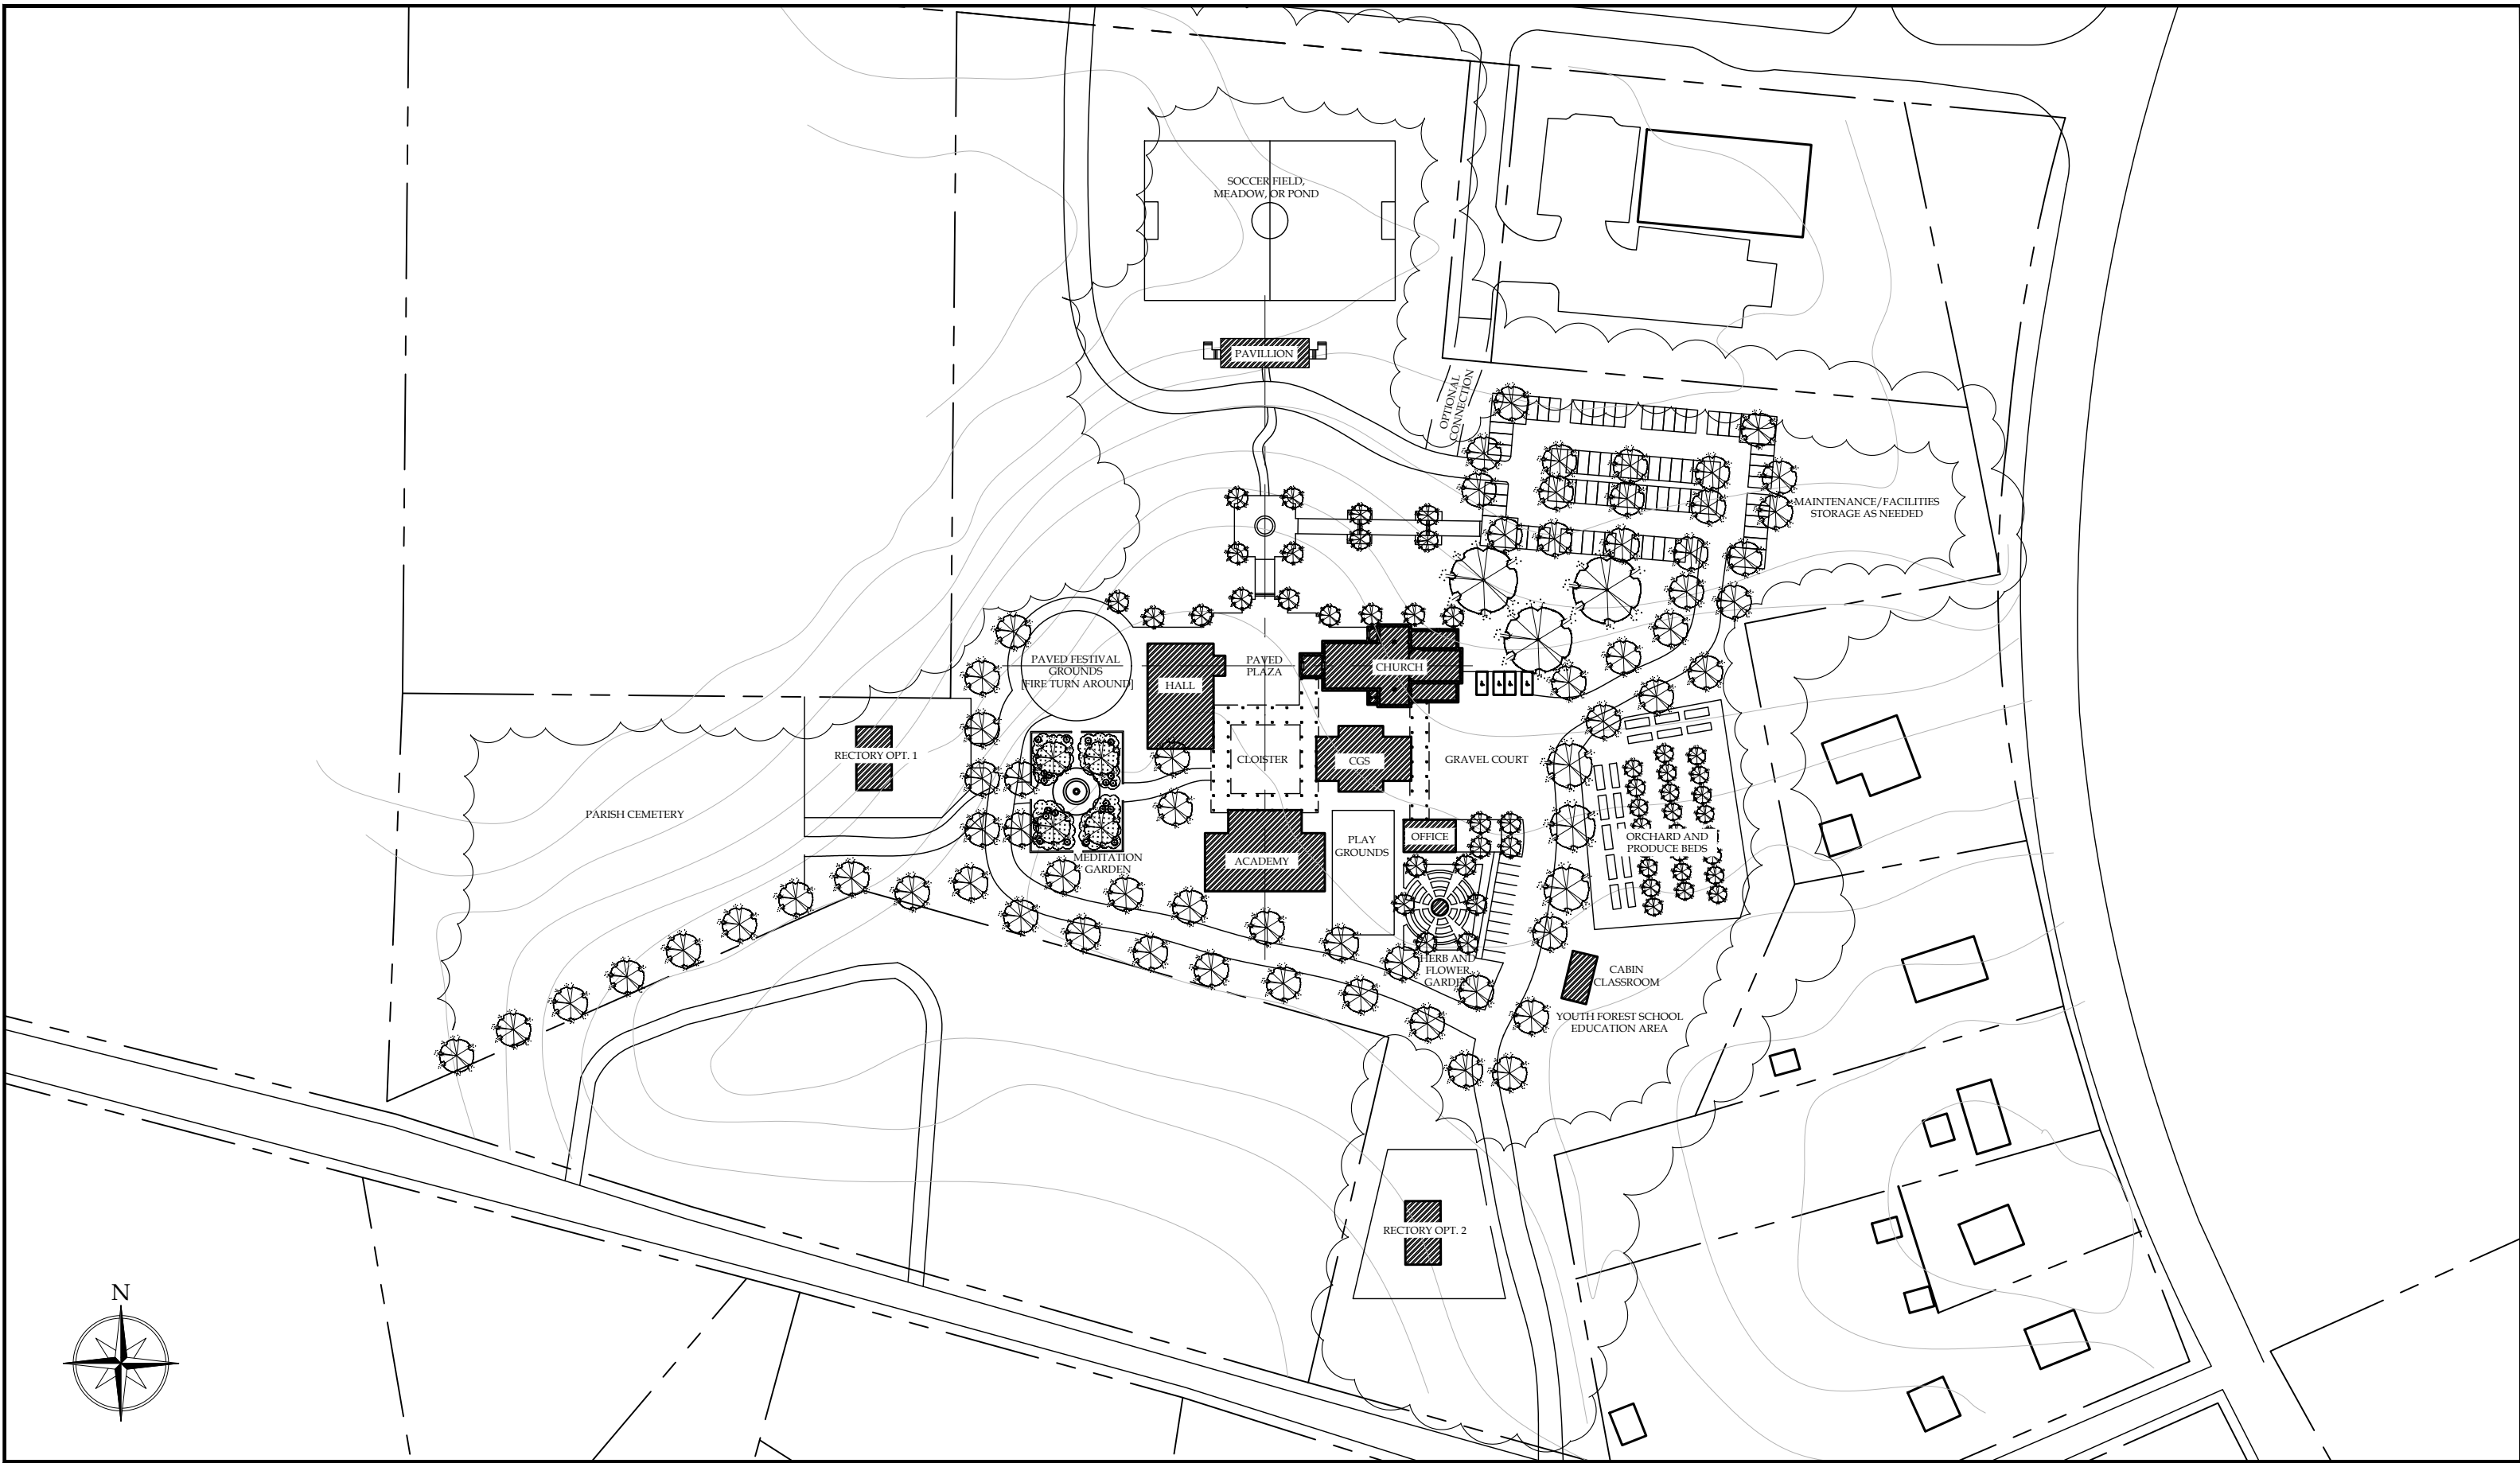 SOCCER FIELD,
MEADOW, OR POND
PAVILLION
OPTIONAL
CONNECTION
MAINTENANCE/FACILITIES
STORAGE AS NEEDED
PAVED FESTIVAL
GROUNDS
[FIRE TURN AROUND]
HALL
PAVED
PLAZA
CHURCH
RECTORY OPT. 1
CLOISTER
CGS
GRAVEL COURT
PARISH CEMETERY
MEDITATION
GARDEN
ACADEMY
PLAY
GROUNDS
OFFICE
ORCHARD AND
PRODUCE BEDS
HERB AND
FLOWER
GARDEN
CABIN
CLASSROOM
YOUTH FOREST SCHOOL
EDUCATION AREA
RECTORY OPT. 2
N